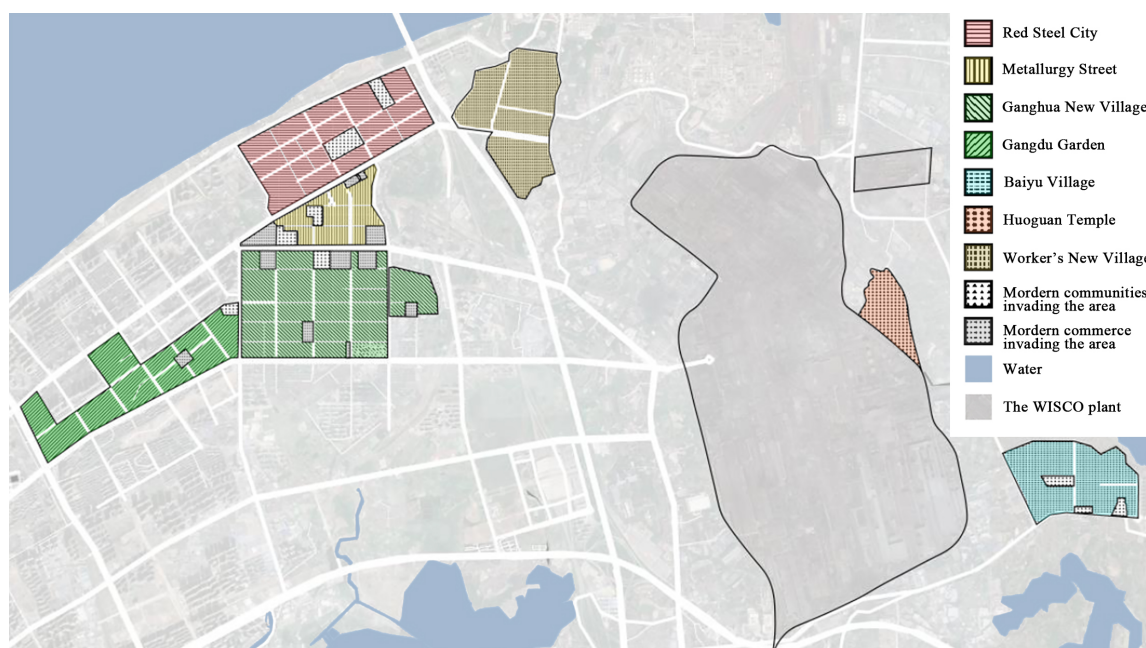 Red Steel City
Metallurgy Street
Ganghua New Village
Gangdu Garden
Baiyu Village
Huoguan Temple
Worker's New Village
Mordern communities
invading the area
Mordern commerce
invading the area
Water
The WISCO plant